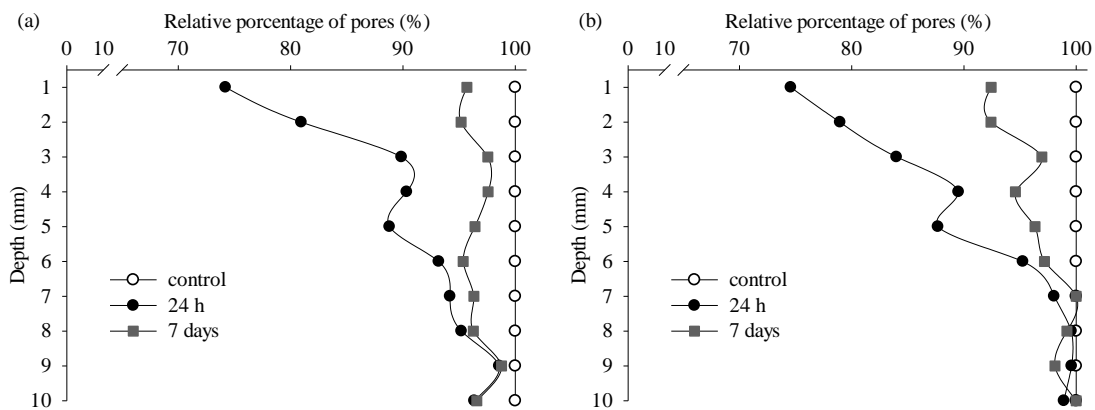 (a) Relative porcentage of pores (%)
0 10 70 80 90 100
1
2
3
4
5
6
7
8
9
10
Depth (mm)
control
24 h
7 days
(b) Relative porcentage of pores (%)
0 10 70 80 90 100
1
2
3
4
5
6
7
8
9
10
Depth (mm)
control
24 h
7 days